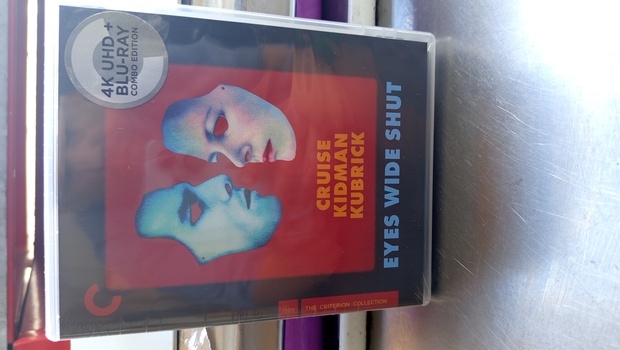 4K UHD +
BLU-RAY
COMBO EDITION
CRUISE
KIDMAN
KUBRICK
EYES WIDE SHUT
THE CRITERION COLLECTION